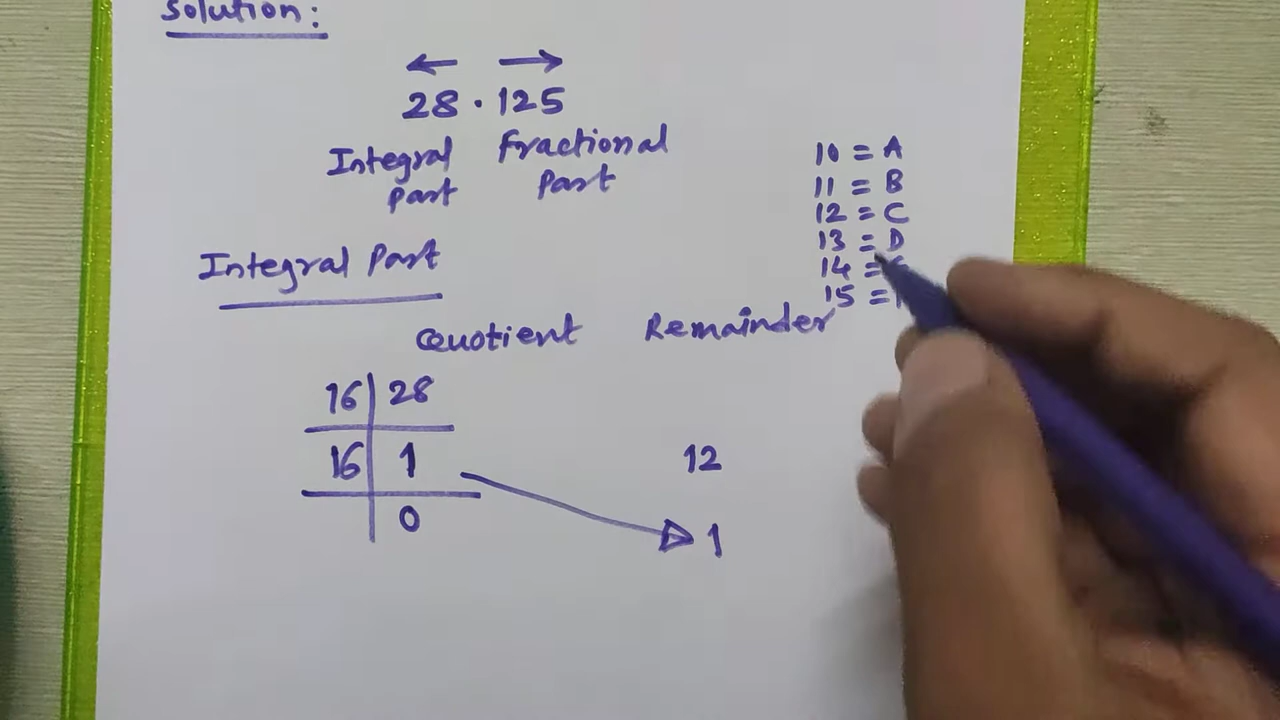 Solution:
28 . 125
Integral Part
Fractional Part
10 = A
11 = B
12 = C
13 = D
14 =
15 =
Integral Part
Quotient Remainder
16 28
16 1 12
0 1